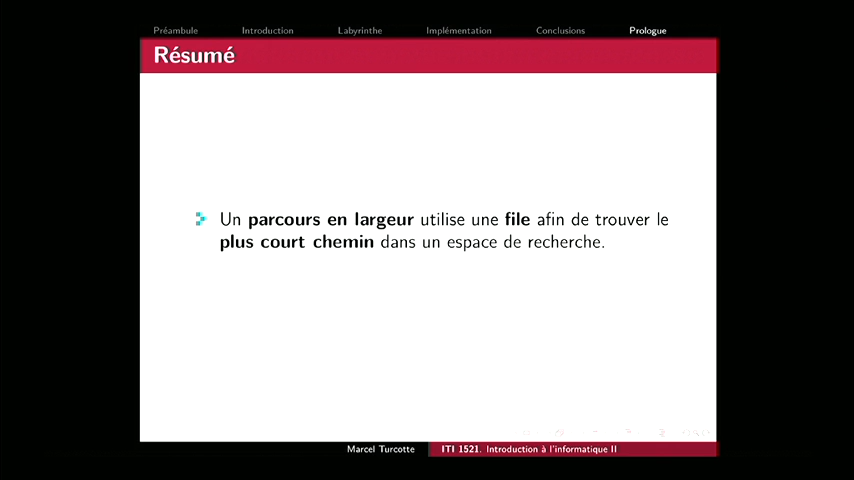 Préambule Introduction Labyrinthe Implémentation Conclusions Prologue
Résumé
Un parcours en largeur utilise une file afin de trouver le
plus court chemin dans un espace de recherche.
Marcel Turcotte ITI 1521. Introduction à l'informatique II